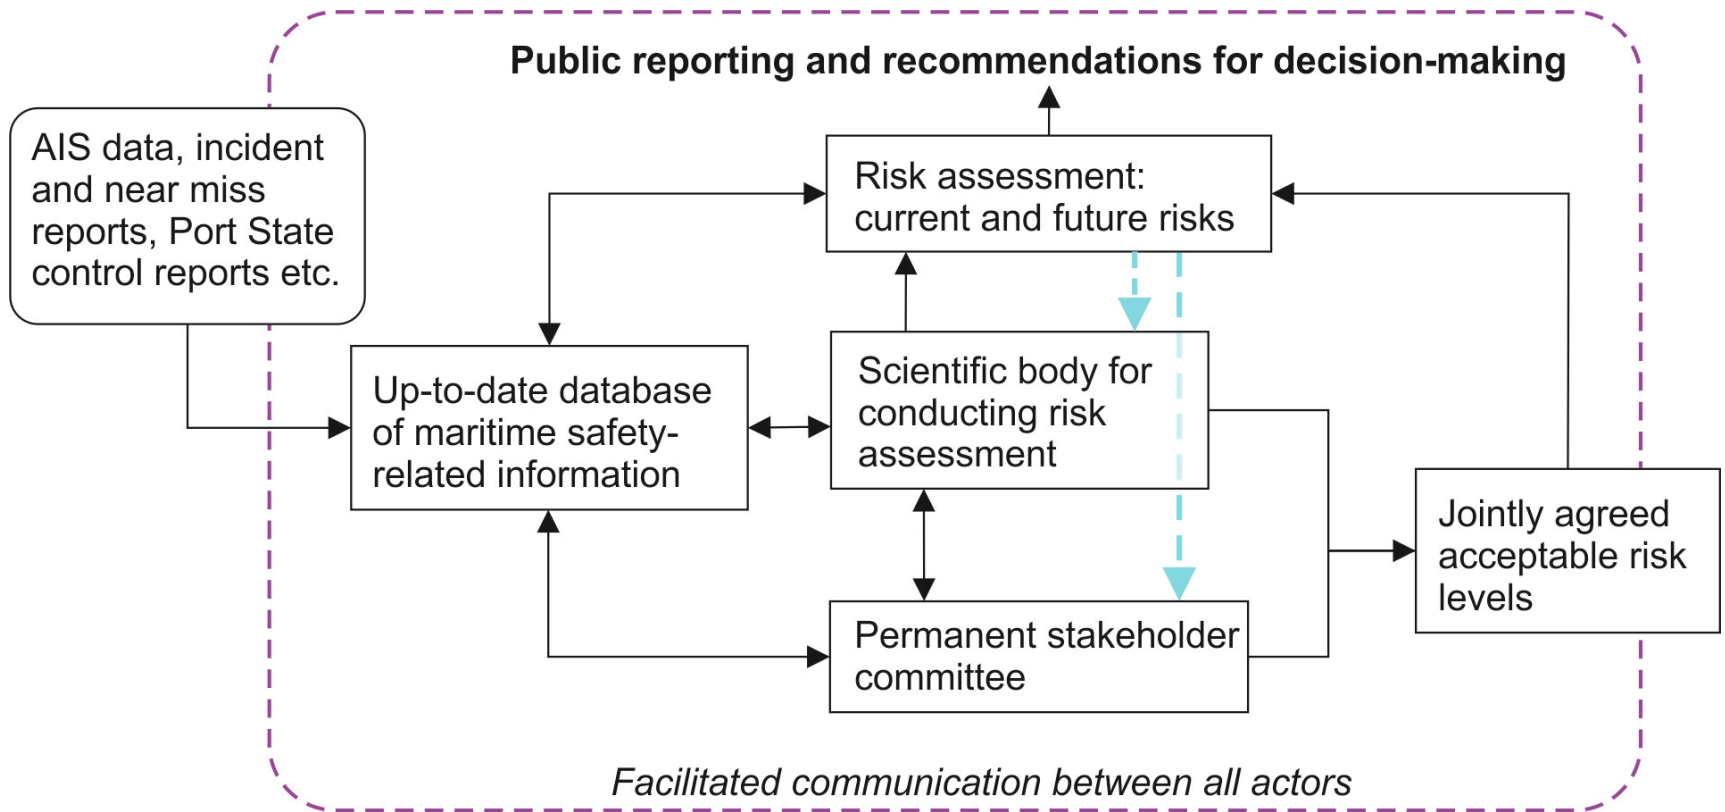 Public reporting and recommendations for decision-making
AIS data, incident
and near miss
reports, Port State
control reports etc.
Risk assessment:
current and future risks
Up-to-date database
of maritime safety-
related information
Scientific body for
conducting risk
assessment
Jointly agreed
acceptable risk
levels
Permanent stakeholder
committee
Facilitated communication between all actors